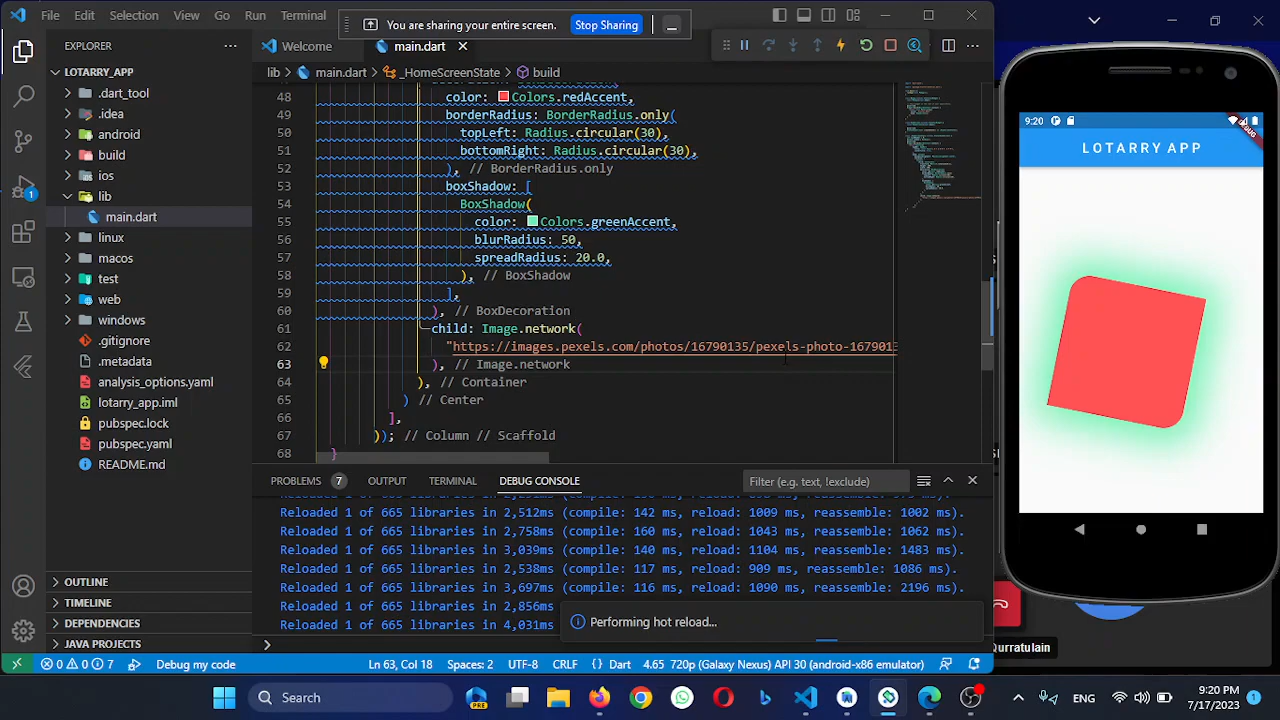 File Edit Selection View Go Run Terminal
You are sharing your entire screen. Stop Sharing
EXPLORER
Welcome
main.dart
LOTARRY_APP
.dart_tool
.idea
android
build
ios
lib
main.dart
linux
macos
test
web
windows
.gitignore
.metadata
analysis_options.yaml
lotarry_app.iml
pubspec.lock
pubspec.yaml
README.md
OUTLINE
TIMELINE
DEPENDENCIES
JAVA PROJECTS
lib main.dart _HomeScreenState build
48 color: Colors.redAccent,
49 borderRadius: BorderRadius.only(
50 topLeft: Radius.circular(30),
51 bottomRight: Radius.circular(30),
52 ), // BorderRadius.only
53 boxShadow: [
54 BoxShadow(
55 color: Colors.greenAccent,
56 blurRadius: 50,
57 spreadRadius: 20.0,
58 ), // BoxShadow
59 ],
60 ), // BoxDecoration
61 child: Image.network(
62 "https://images.pexels.com/photos/16790135/pexels-photo-1679013
63 ), // Image.network
64 ), // Container
65 ) // Center
66 ],
67 )); // Column // Scaffold
68 }
PROBLEMS 7 OUTPUT TERMINAL DEBUG CONSOLE Filter (e.g. text, !exclude)
Reloaded 1 of 665 libraries in 2,512ms (compile: 142 ms, reload: 1009 ms, reassemble: 1002 ms).
Reloaded 1 of 665 libraries in 2,758ms (compile: 160 ms, reload: 1043 ms, reassemble: 1062 ms).
Reloaded 1 of 665 libraries in 3,039ms (compile: 140 ms, reload: 1104 ms, reassemble: 1483 ms).
Reloaded 1 of 665 libraries in 2,538ms (compile: 117 ms, reload: 909 ms, reassemble: 1086 ms).
Reloaded 1 of 665 libraries in 3,697ms (compile: 116 ms, reload: 1090 ms, reassemble: 2196 ms).
Reloaded 1 of 665 libraries in 2,856ms
Reloaded 1 of 665 libraries in 4,031ms
Performing hot reload...
1
0 0 7 Debug my code Ln 63, Col 18 Spaces: 2 UTF-8 CRLF {} Dart 4.65 720p (Galaxy Nexus) API 30 (android-x86 emulator)
9:20
DEBUG
LOTARRY APP
Qurratulain
Search
PRE
ENG
9:20 PM
7/17/2023
1